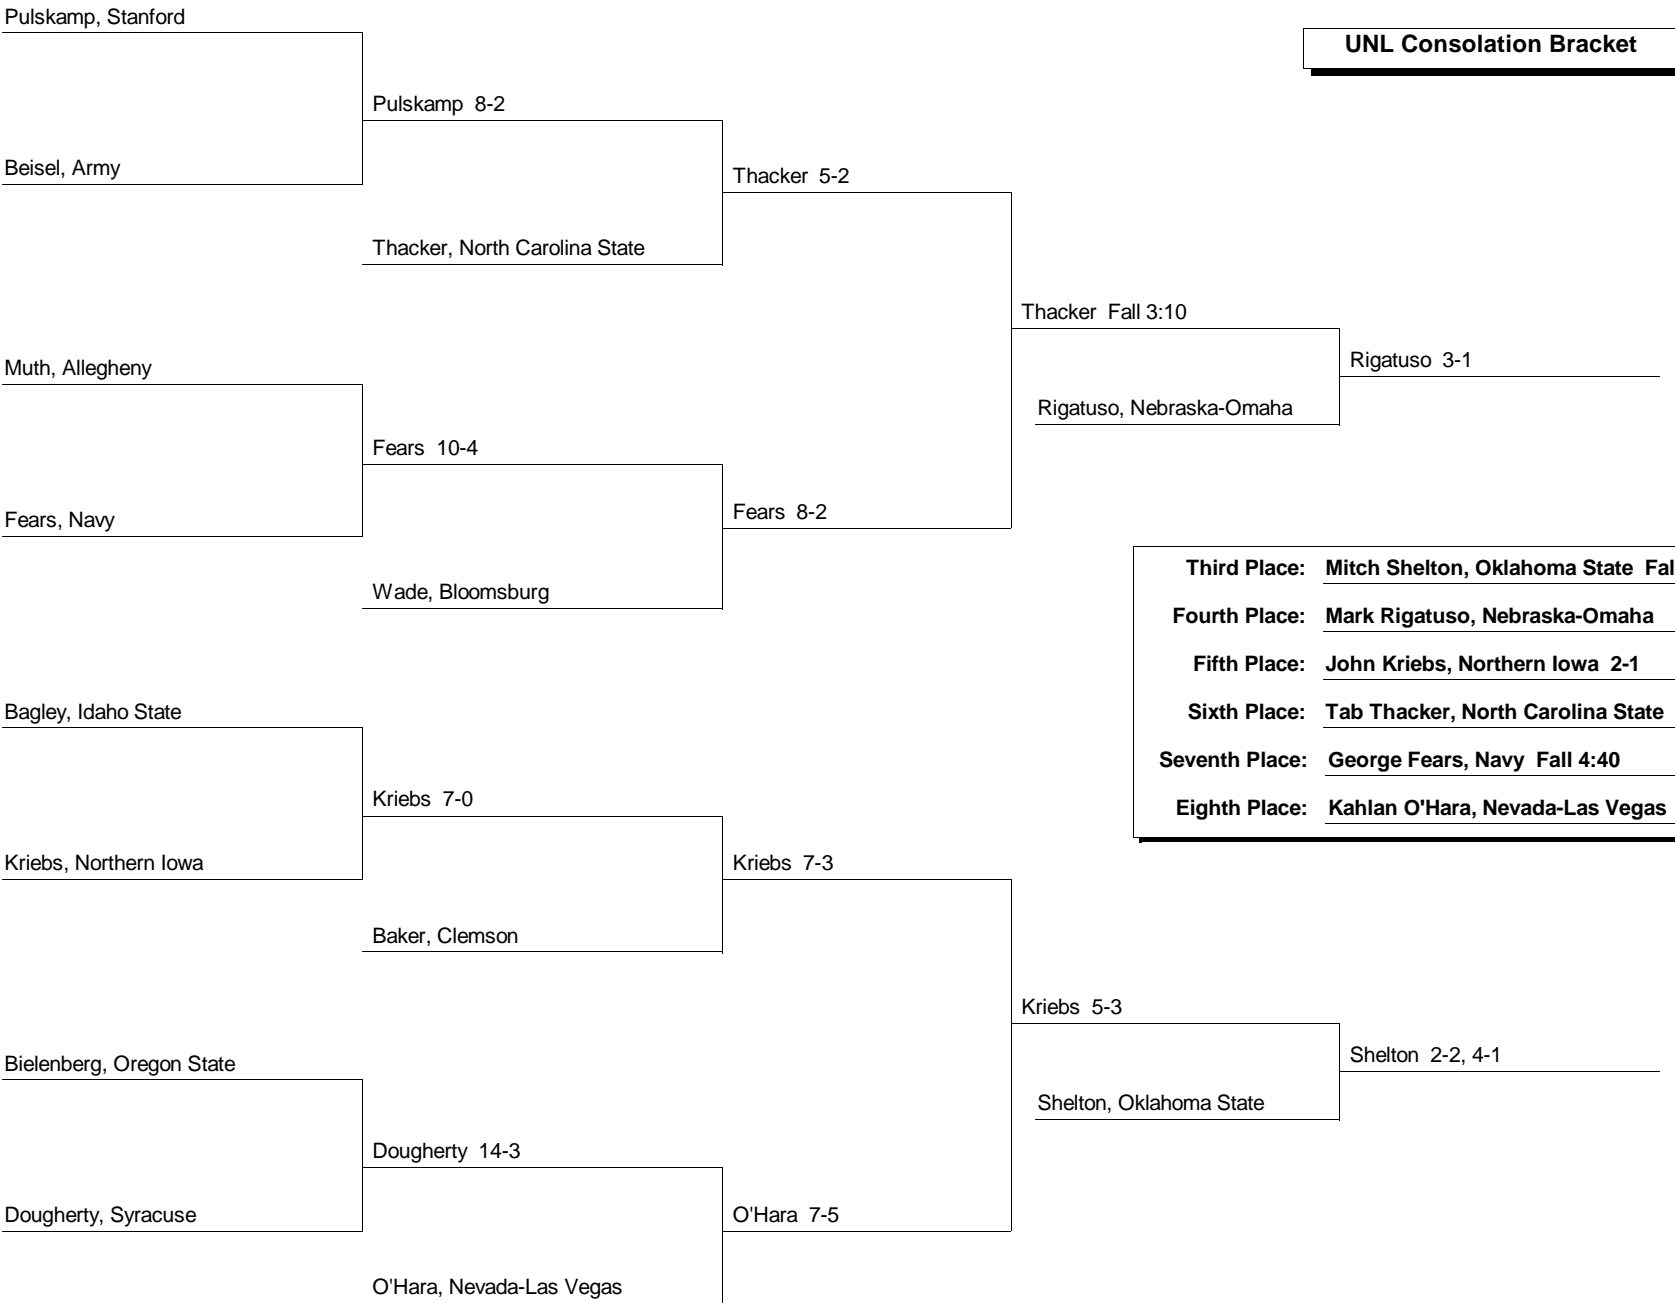 Pulskamp, Stanford
UNL Consolation Bracket
Pulskamp 8-2
Beisel, Army
Thacker 5-2
Thacker, North Carolina State
Thacker Fall 3:10
Muth, Allegheny
Rigatuso 3-1
Rigatuso, Nebraska-Omaha
Fears 10-4
Fears, Navy
Fears 8-2
Third Place: Mitch Shelton, Oklahoma State Fal
Wade, Bloomsburg
Fourth Place: Mark Rigatuso, Nebraska-Omaha
Fifth Place: John Kriebs, Northern Iowa 2-1
Bagley, Idaho State
Sixth Place: Tab Thacker, North Carolina State
Seventh Place: George Fears, Navy Fall 4:40
Kriebs 7-0
Eighth Place: Kahlan O'Hara, Nevada-Las Vegas
Kriebs, Northern Iowa
Kriebs 7-3
Baker, Clemson
Kriebs 5-3
Bielenberg, Oregon State
Shelton 2-2, 4-1
Shelton, Oklahoma State
Dougherty 14-3
Dougherty, Syracuse
O'Hara 7-5
O'Hara, Nevada-Las Vegas